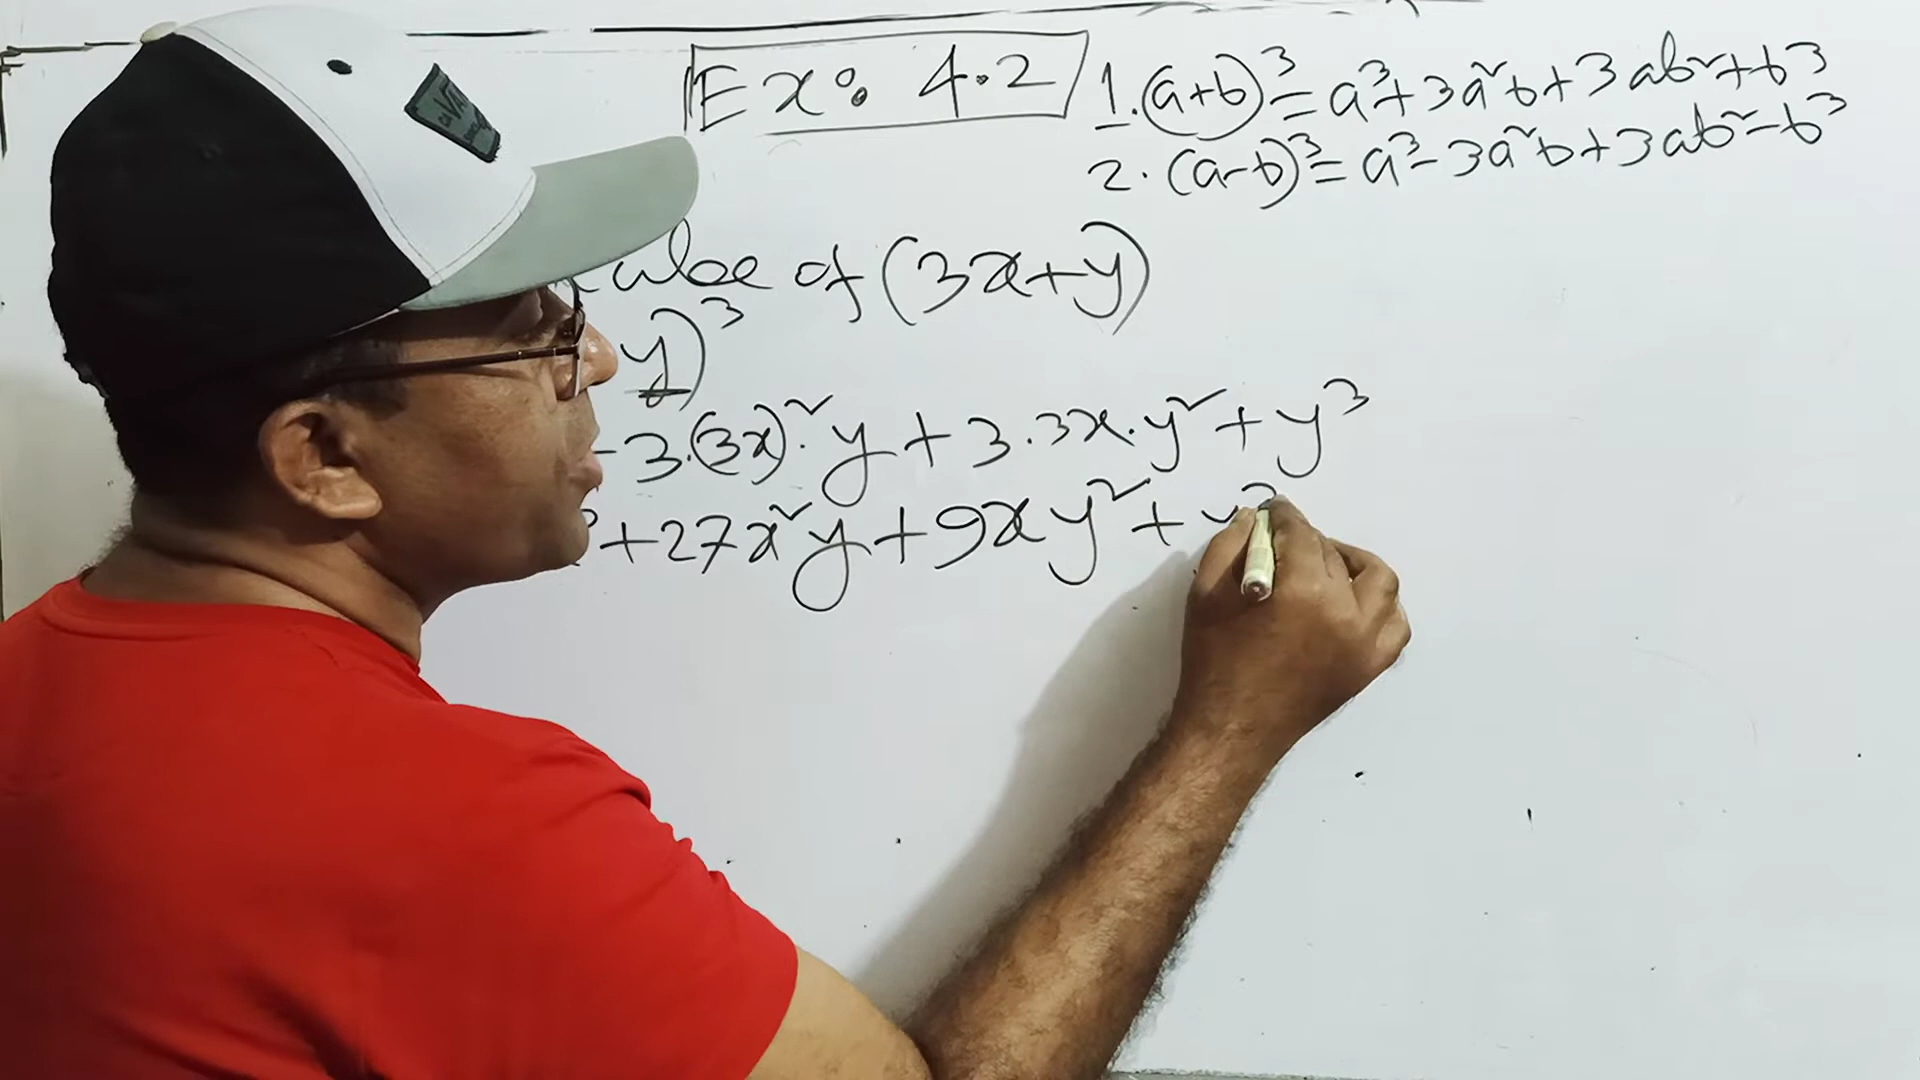 Ex: 4.2
1. (a+b)³ = a³ + 3a²b + 3ab² + b³
2. (a-b)³ = a³ - 3a²b + 3ab² - b³
of (3x+y)
y)³
3.(3x).² y + 3.3x.y² + y³
+27x²y + 9xy² + y³